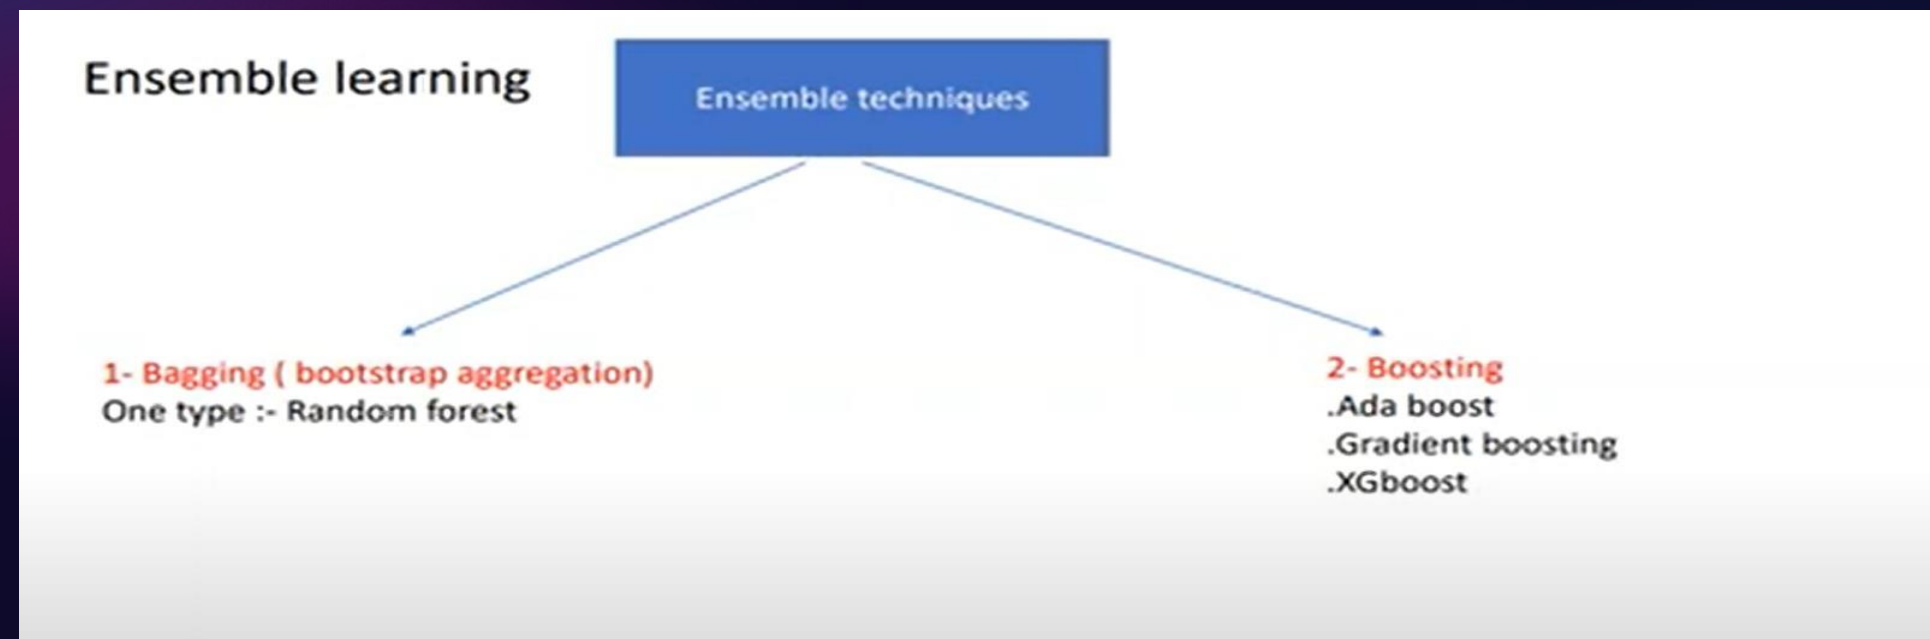 Ensemble learning
Ensemble techniques
1- Bagging ( bootstrap aggregation)
One type :- Random forest
2- Boosting
.Ada boost
.Gradient boosting
.XGboost